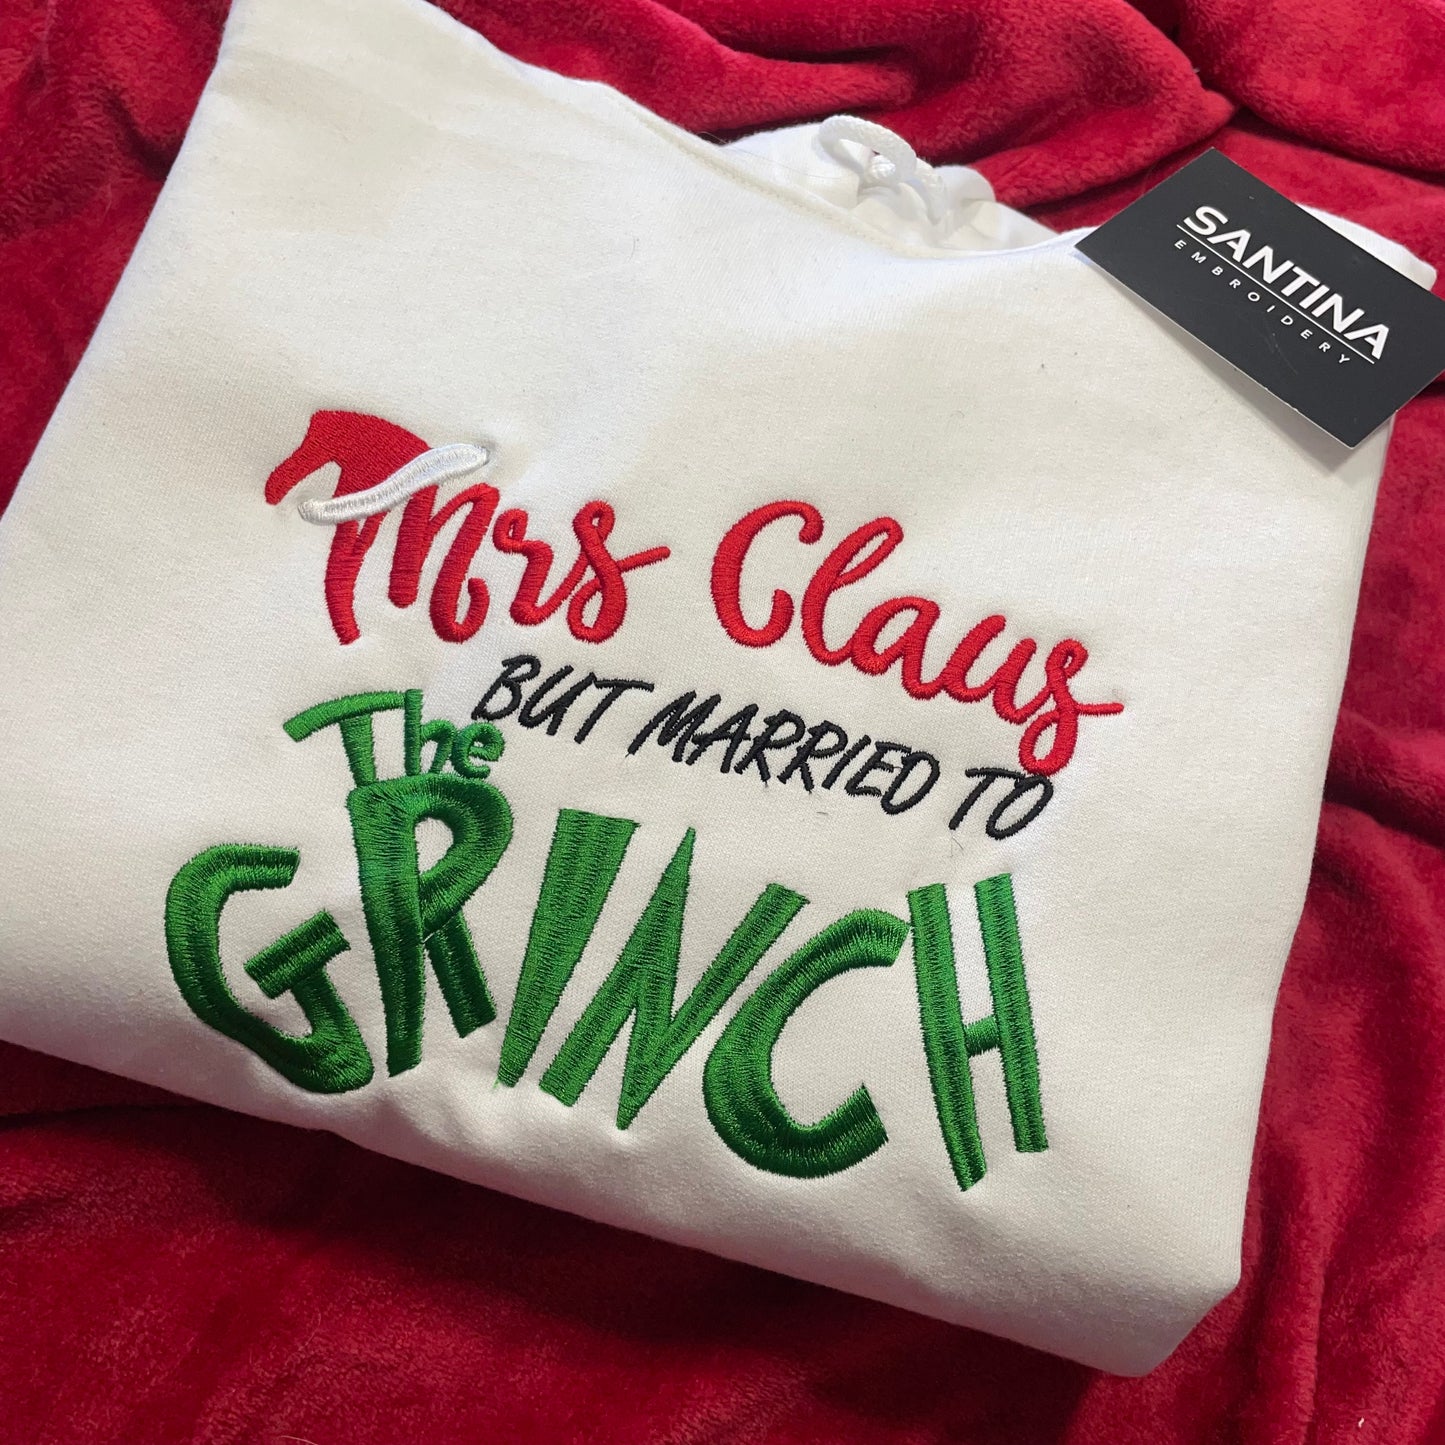 SANTINA
EMBROIDERY
Mrs Claus
BUT MARRIED TO
The
GRINCH